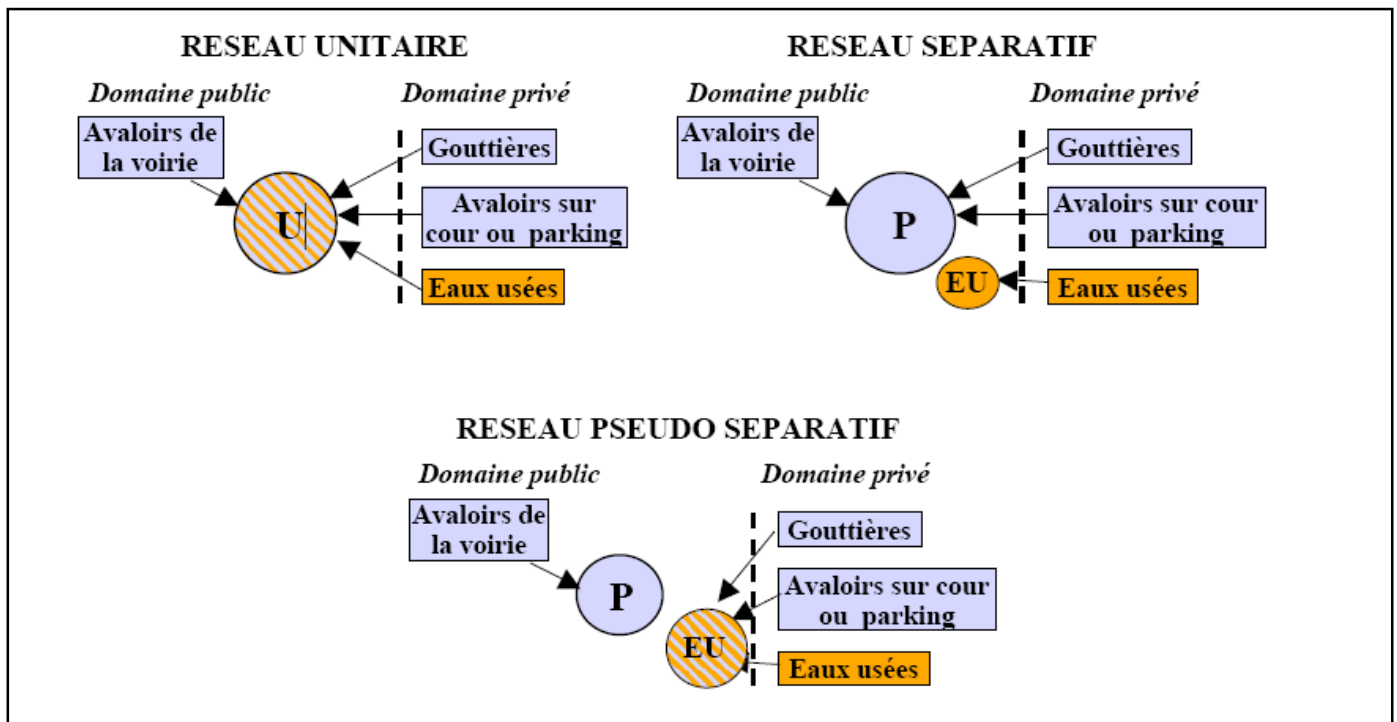 RESEAU UNITAIRE
Domaine public
Domaine privé
Avaloirs de
la voirie
U
Gouttières
Avaloirs sur
cour ou parking
Eaux usées
RESEAU SEPARATIF
Domaine public
Domaine privé
Avaloirs de
la voirie
P
EU
Gouttières
Avaloirs sur cour
ou parking
Eaux usées
RESEAU PSEUDO SEPARATIF
Domaine public
Domaine privé
Avaloirs de
la voirie
P
EU
Gouttières
Avaloirs sur cour
ou parking
Eaux usées